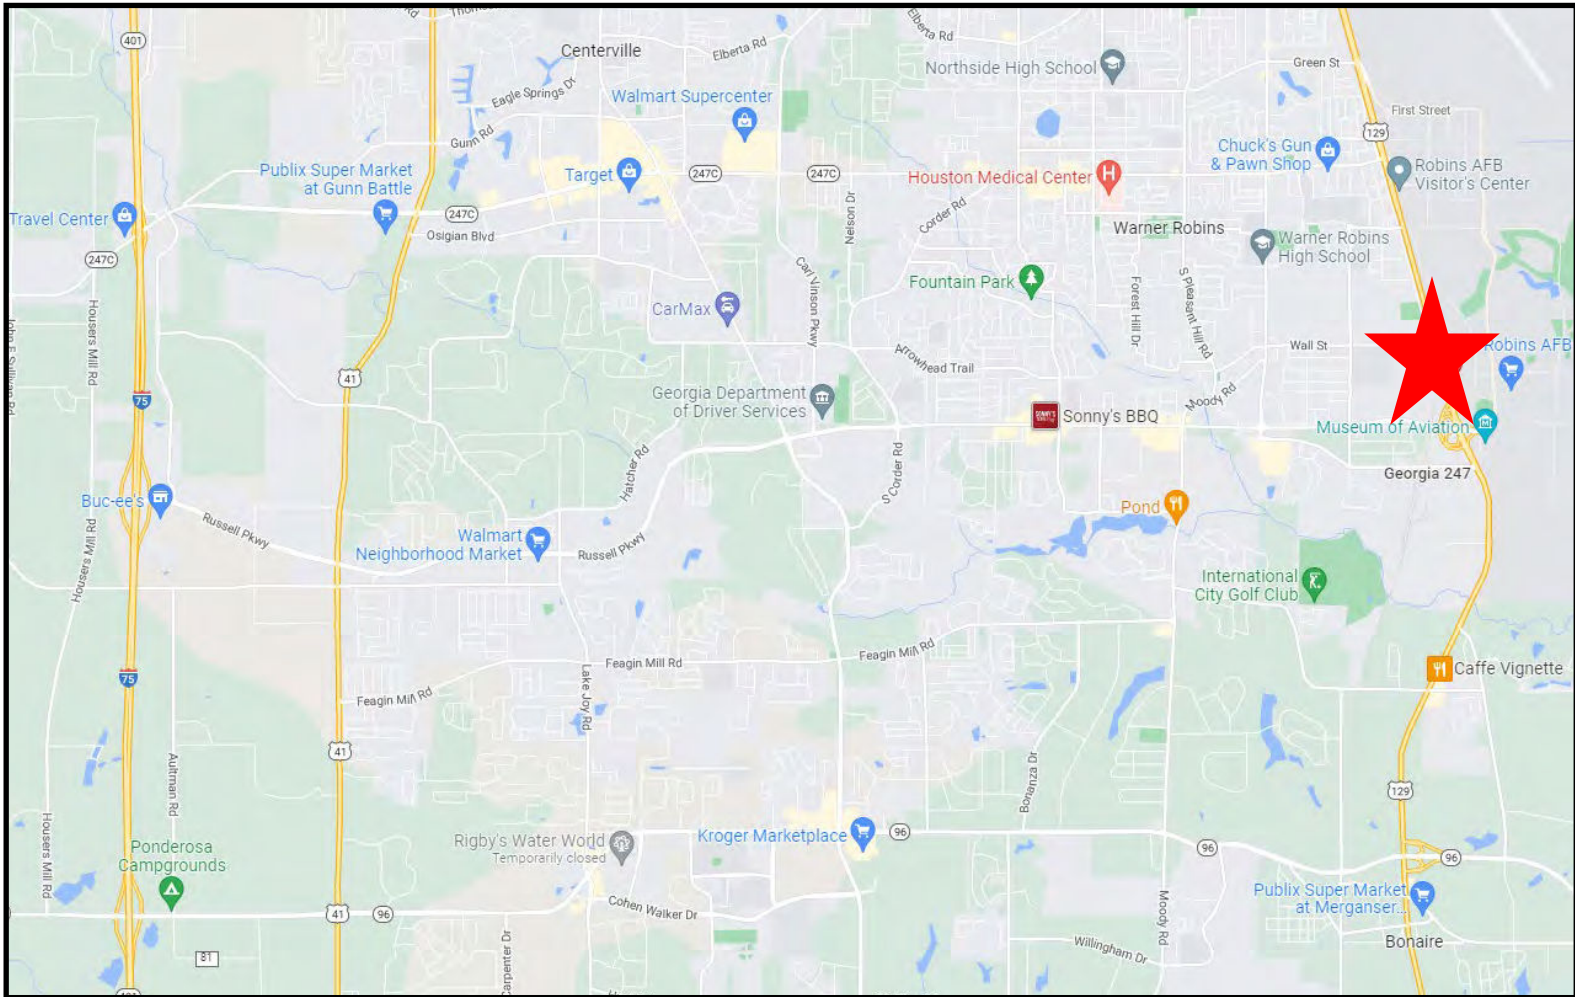 401
Centerville
Elberta Rd
Elberta Rd
Northside High School
Green St
Eagle Springs Dr
Walmart Supercenter
First Street
Gunn Rd
129
Chuck's Gun
& Pawn Shop
Publix Super Market
at Gunn Battle
Target
247C
247C
Houston Medical Center
H
Robins AFB
Visitor's Center
Travel Center
247C
Osigian Blvd
Nelson Dr
Corder Rd
Warner Robins
Warner Robins
High School
247C
Carl Vinson Pkwy
Fountain Park
Forest Hill Dr
S Pleasant Hill Rd
Housers Mill Rd
CarMax
Wall St
Robins AFB
Arrowhead Trail
41
75
Georgia Department
of Driver Services
Moody Rd
SONNY'S
Sonny's BBQ
Museum of Aviation
Hatcher Rd
S Corder Rd
Georgia 247
Buc-ee's
Russell Pkwy
Pond
Walmart
Neighborhood Market
Russell Pkwy
Housers Mill Rd
International
City Golf Club
Feagin Mill Rd
Feagin Mill Rd
Feagin Mill Rd
75
Lake Joy Rd
Caffe Vignette
41
Aultman Rd
Bonanza Dr
129
Housers Mill Rd
Rigby's Water World
Temporarily closed
Kroger Marketplace
96
96
96
Ponderosa
Campgrounds
Publix Super Market
at Merganser...
41
96
Cohen Walker Dr
Moody Rd
Willingham Dr
Bonaire
81
Carpenter Dr